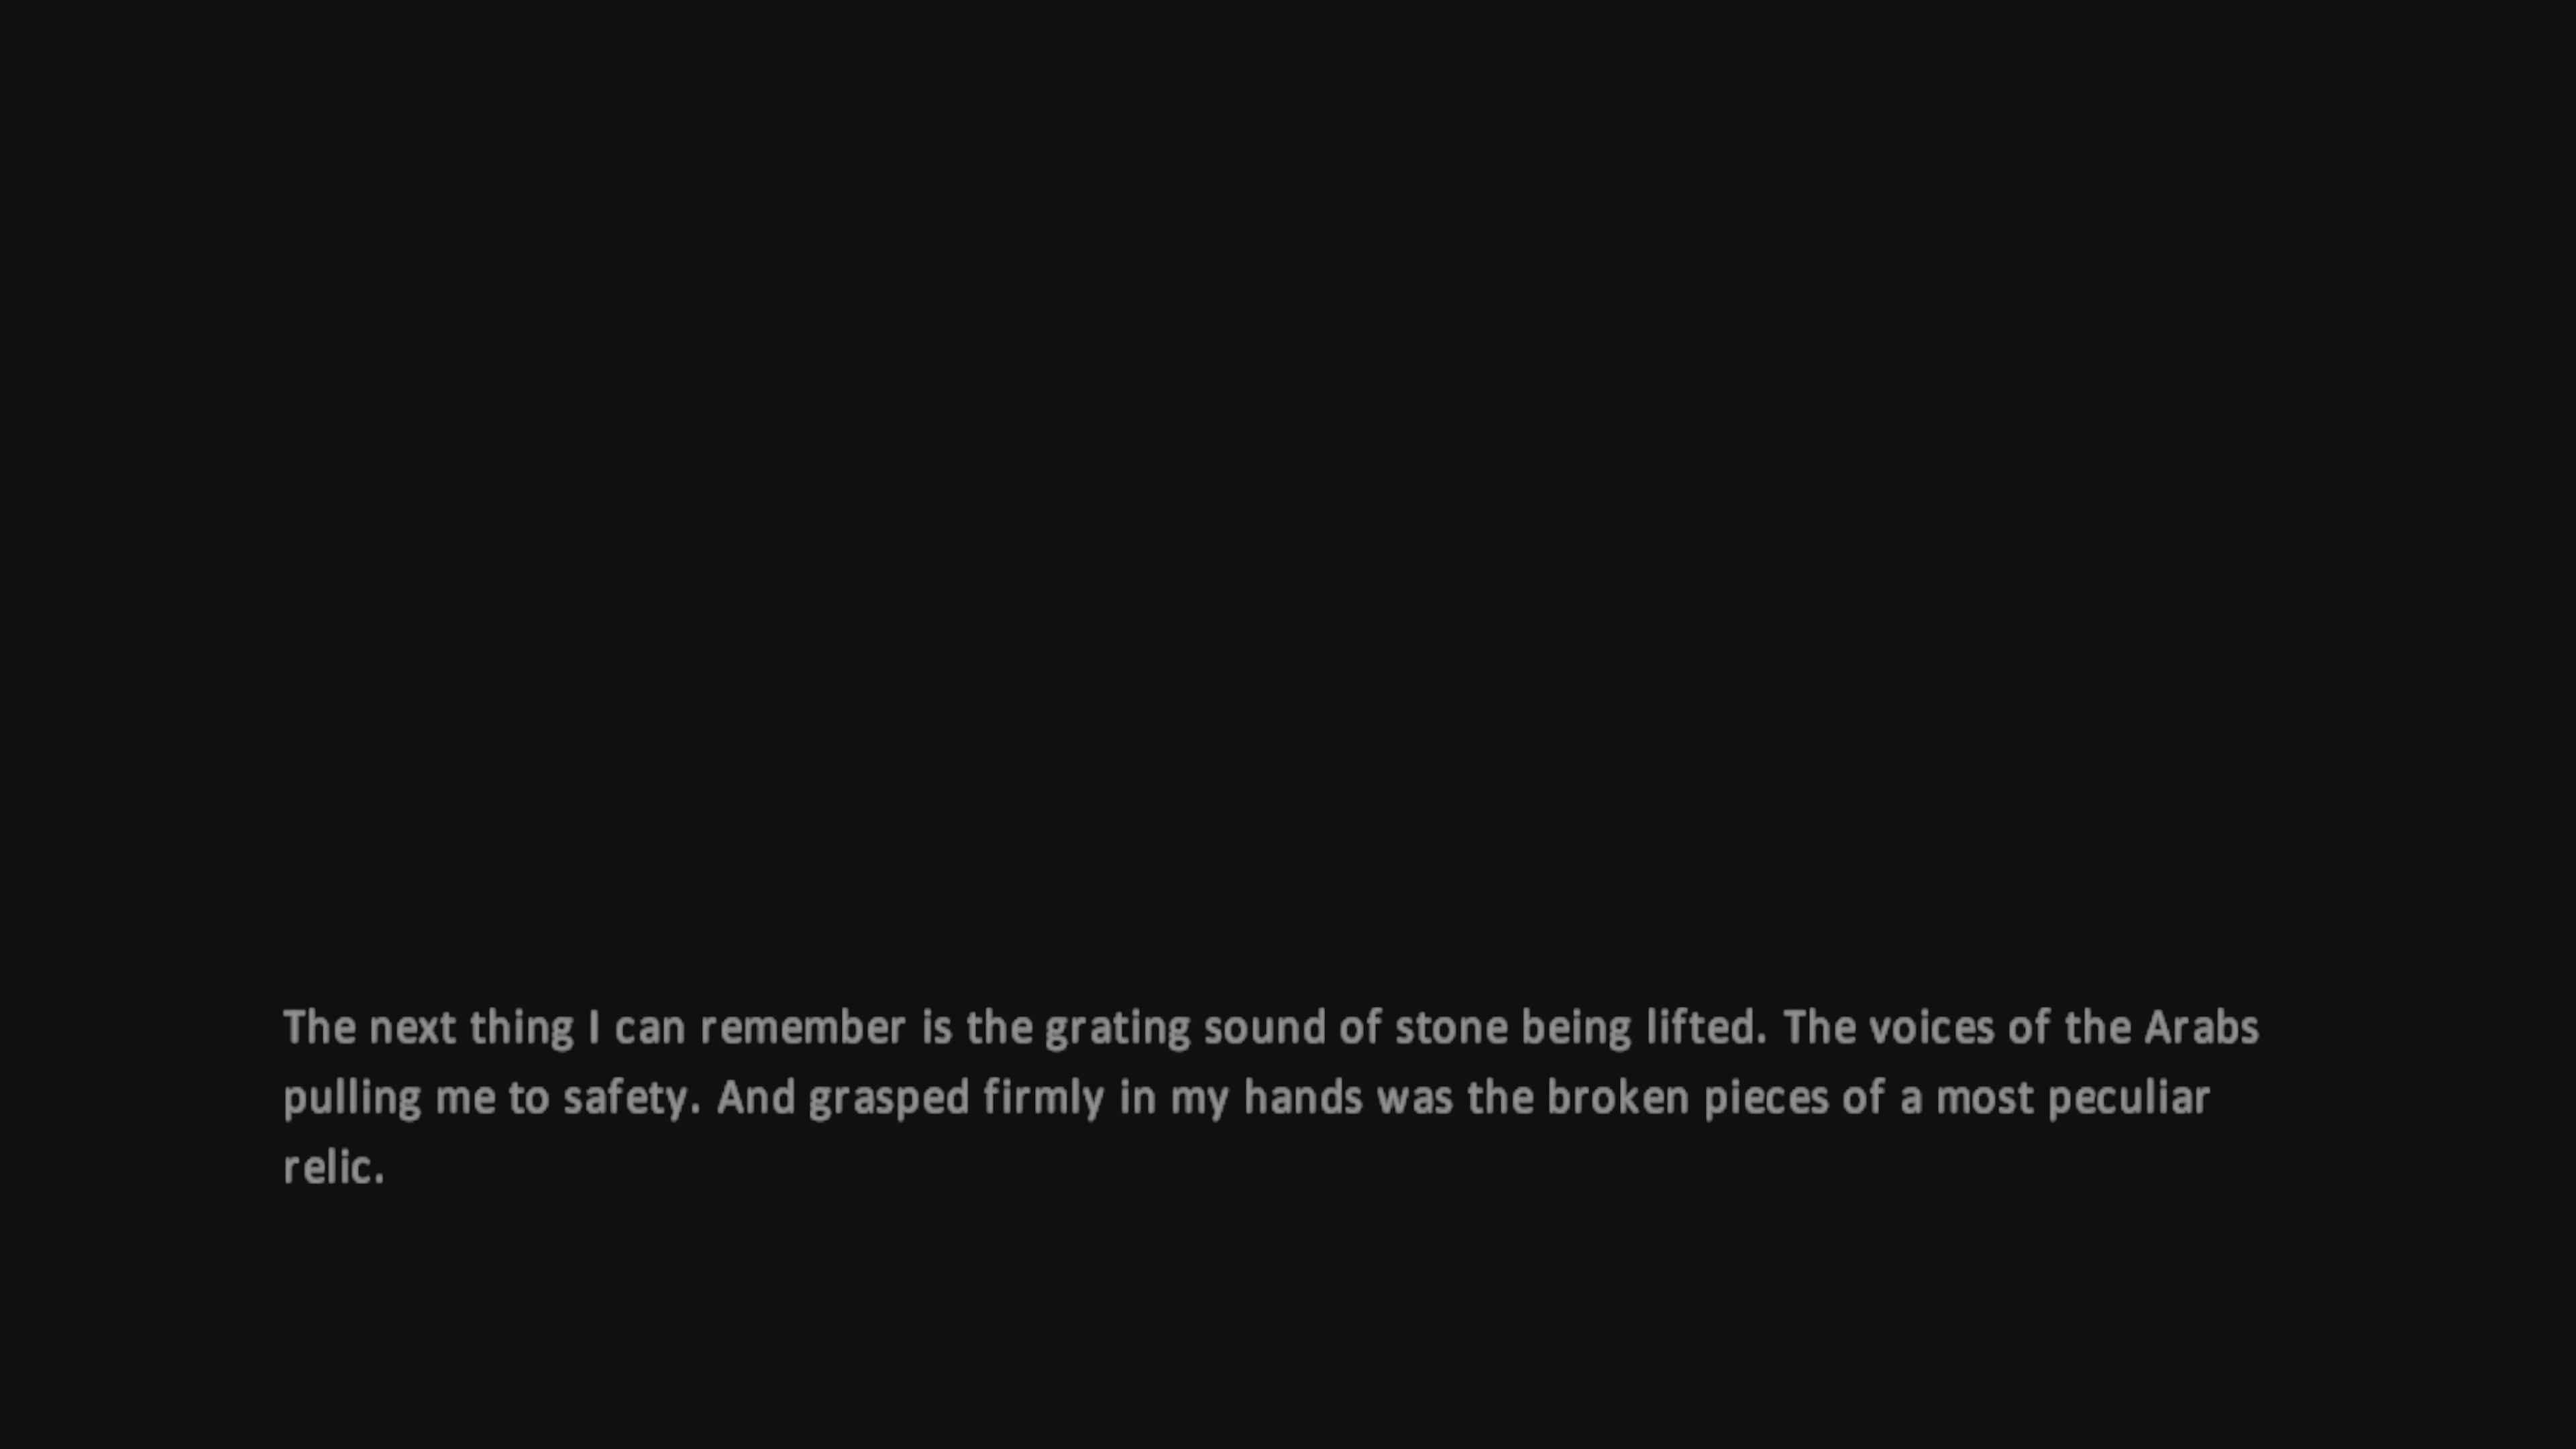 The next thing I can remember is the grating sound of stone being lifted. The voices of the Arabs
pulling me to safety. And grasped firmly in my hands was the broken pieces of a most peculiar
relic.